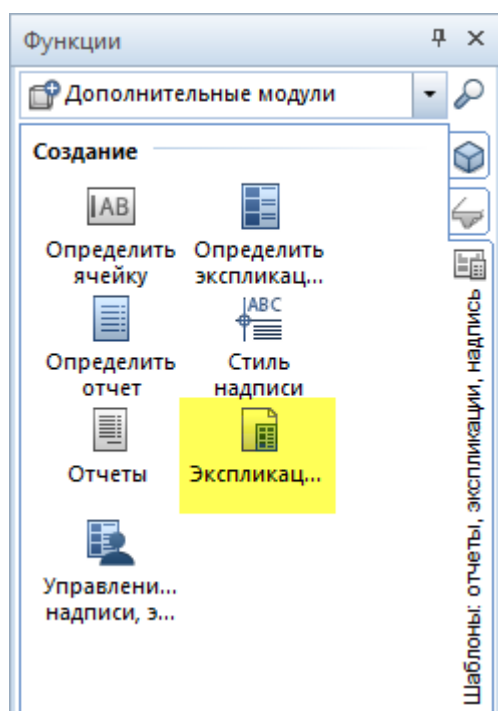 Функции
Дополнительные модули
Создание
|AB
Определить
ячейку
Определить
экспликац...
Определить
отчет
ABC
Стиль
надписи
Отчеты
Экспликац...
Управлени...
надписи, э...
Шаблоны: отчеты, экспликации, надпись